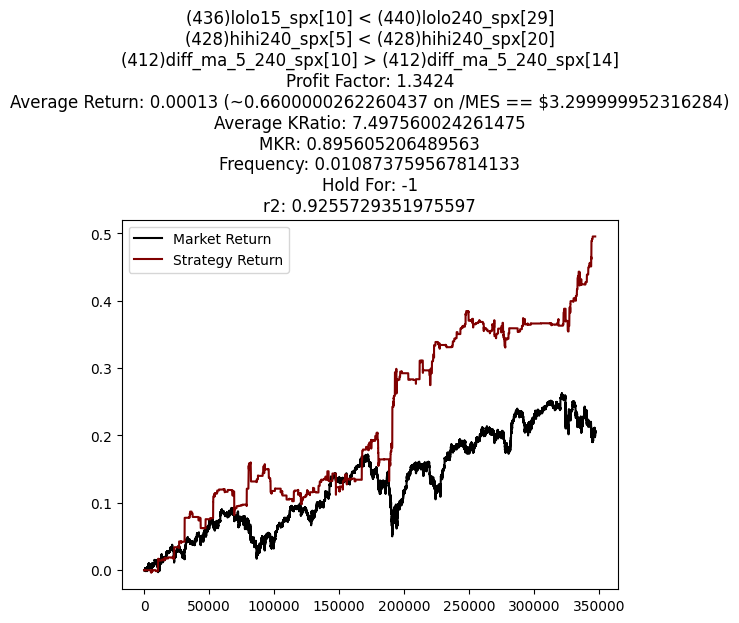 (436)lolo15_spx[10] < (440)lolo240_spx[29]
(428)hihi240_spx[5] < (428)hihi240_spx[20]
(412)diff_ma_5_240_spx[10] > (412)diff_ma_5_240_spx[14]
Profit Factor: 1.3424
Average Return: 0.00013 (~0.6600000262260437 on /MES == $3.299999952316284)
Average KRatio: 7.497560024261475
MKR: 0.895605206489563
Frequency: 0.010873759567814133
Hold For: -1
r2: 0.9255729351975597
Market Return
Strategy Return
0.5
0.4
0.3
0.2
0.1
0.0
0 50000 100000 150000 200000 250000 300000 350000